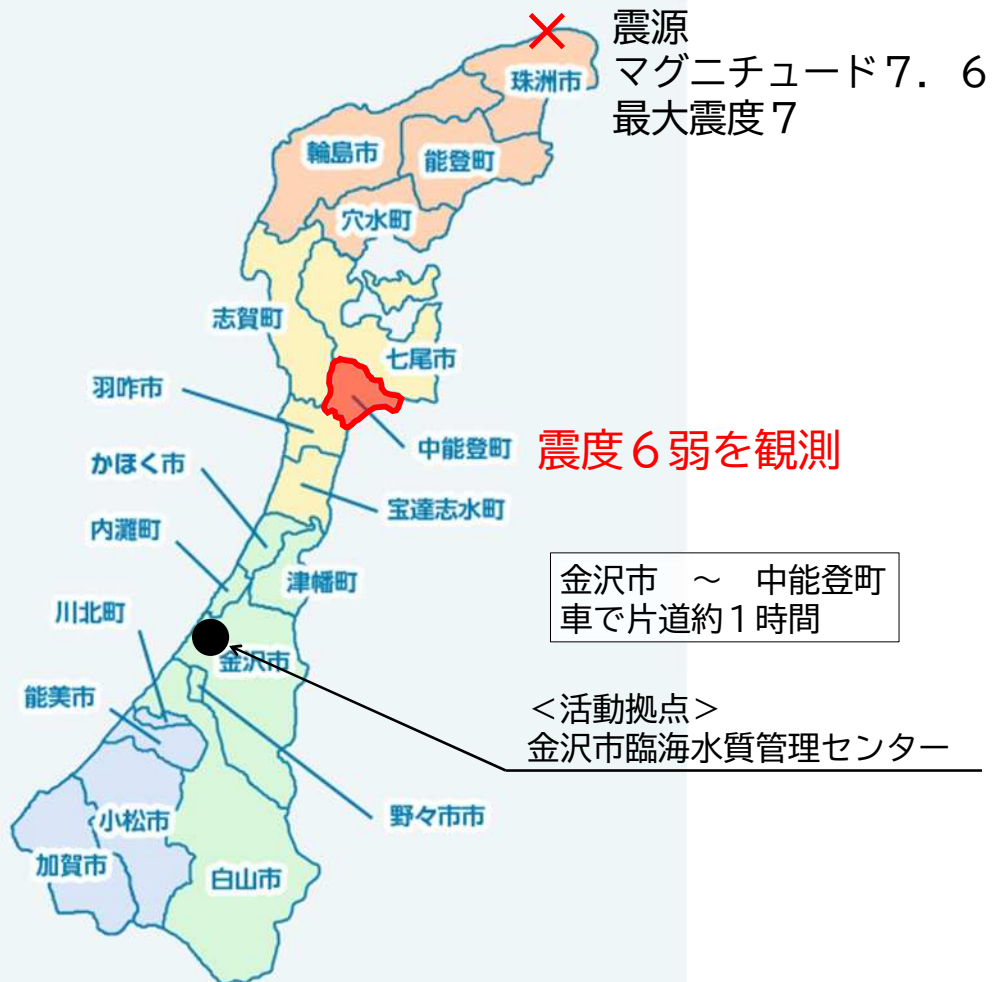 震源
マグニチュード７．６
最大震度７
珠洲市
輪島市
能登町
穴水町
志賀町
七尾市
羽咋市
中能登町
震度６弱を観測
かほく市
宝達志水町
内灘町
津幡町
金沢市　～　中能登町
車で片道約１時間
川北町
金沢市
能美市
＜活動拠点＞
金沢市臨海水質管理センター
野々市市
小松市
加賀市
白山市